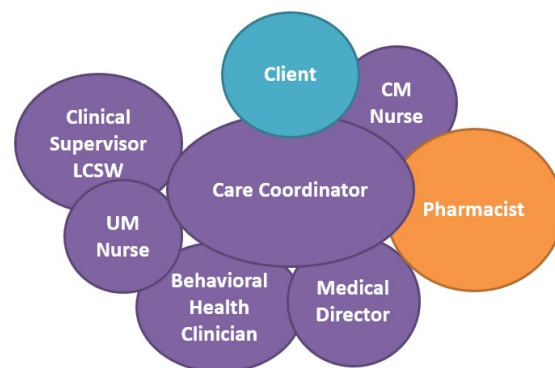 Client
CM
Nurse
Clinical
Supervisor
LCSW
Care Coordinator
Pharmacist
UM
Nurse
Behavioral
Health
Clinician
Medical
Director